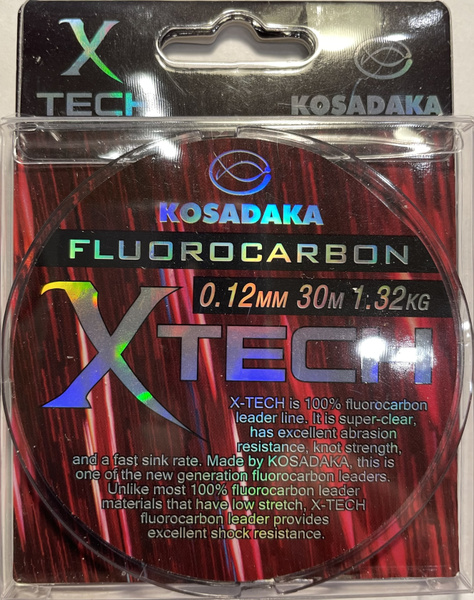 X
TECH
KOSADAKA
KOSADAKA
FLUOROCARBON
0.12MM 30M 1.32KG
X TECH
X-TECH is 100% fluorocarbon
leader line. It is super-clear,
has excellent abrasion
resistance, knot strength,
and a fast sink rate. Made by KOSADAKA, this is
one of the new generation fluorocarbon leaders.
Unlike most 100% fluorocarbon leader
materials that have low stretch, X-TECH
fluorocarbon leader provides
excellent shock resistance.